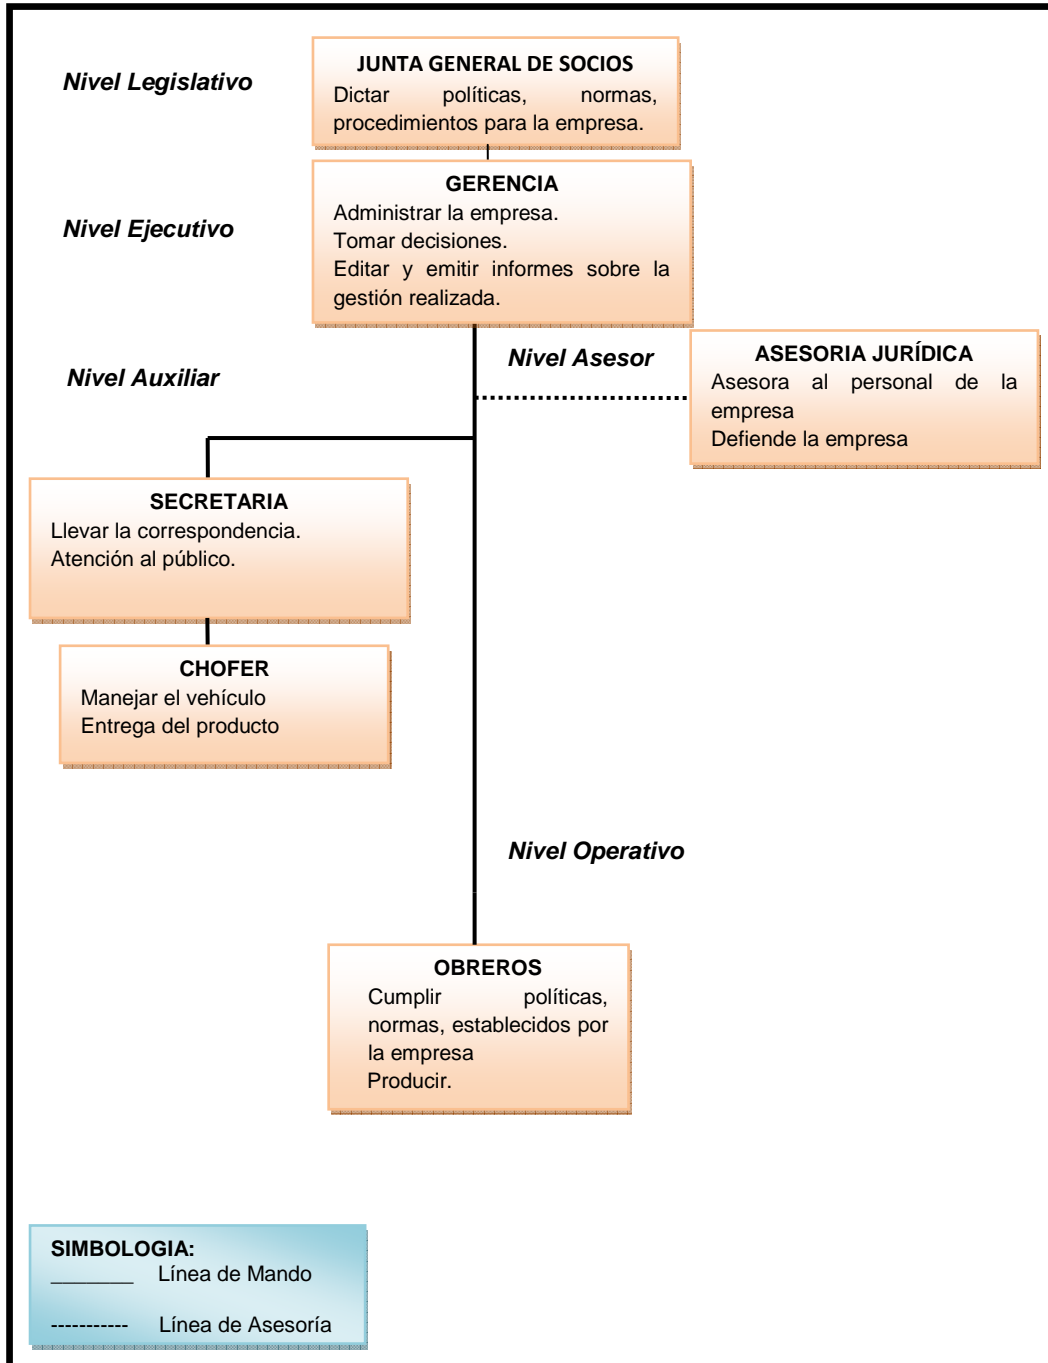 Nivel Legislativo
JUNTA GENERAL DE SOCIOS
Dictar políticas, normas,
procedimientos para la empresa.
Nivel Ejecutivo
GERENCIA
Administrar la empresa.
Tomar decisiones.
Editar y emitir informes sobre la
gestión realizada.
Nivel Auxiliar
Nivel Asesor
ASESORIA JURÍDICA
Asesora al personal de la
empresa
Defiende la empresa
SECRETARIA
Llevar la correspondencia.
Atención al público.
CHOFER
Manejar el vehículo
Entrega del producto
Nivel Operativo
OBREROS
Cumplir políticas,
normas, establecidos por
la empresa
Producir.
SIMBOLOGIA:
_______ Línea de Mando
----------- Línea de Asesoría